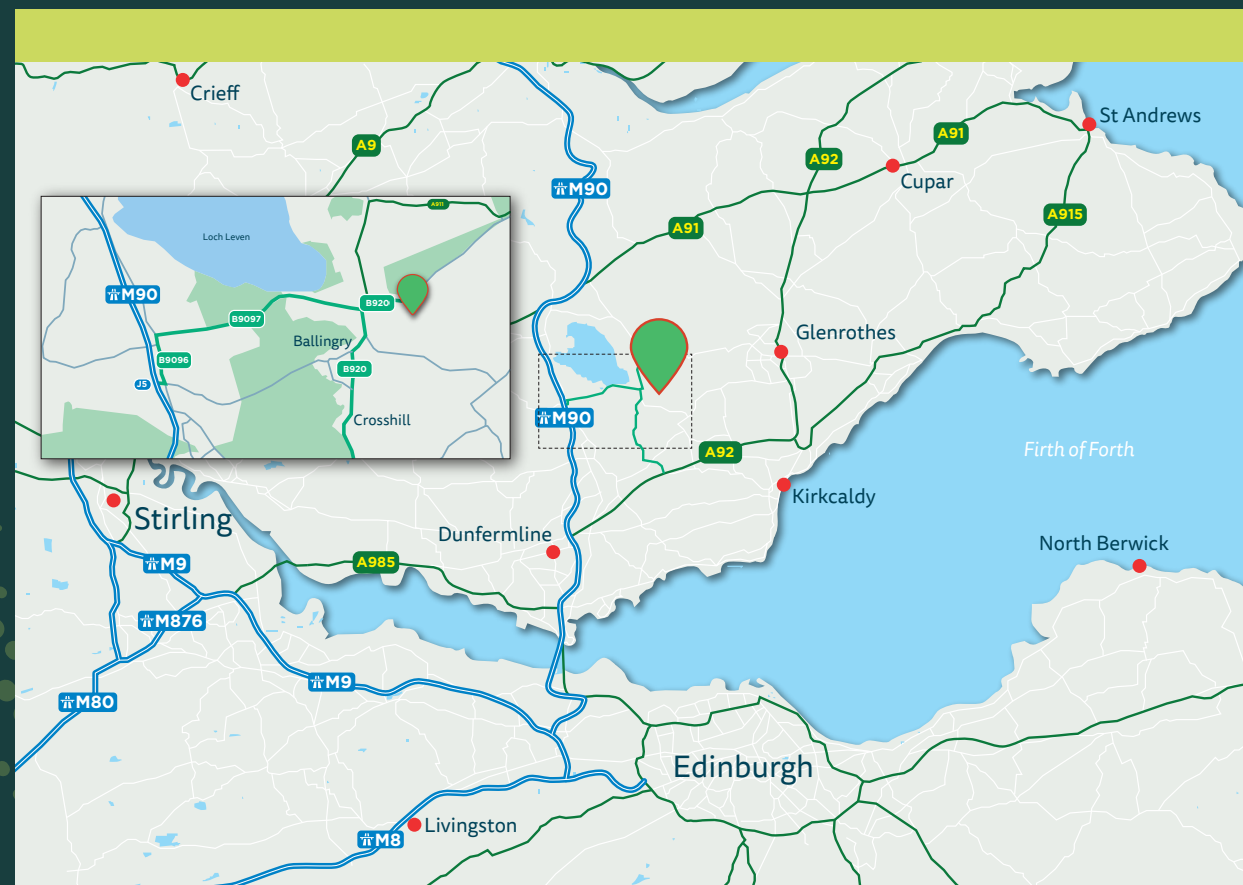 Crieff
St Andrews
A9
A91
A92
Cupar
M90
A915
A91
A911
Loch Leven
M90
B920
B9097
Ballingry
Glenrothes
B9096
B920
J5
Crosshill
M90
A92
Firth of Forth
Kirkcaldy
Stirling
Dunfermline
North Berwick
M9
A985
M876
M9
M80
Edinburgh
Livingston
M8